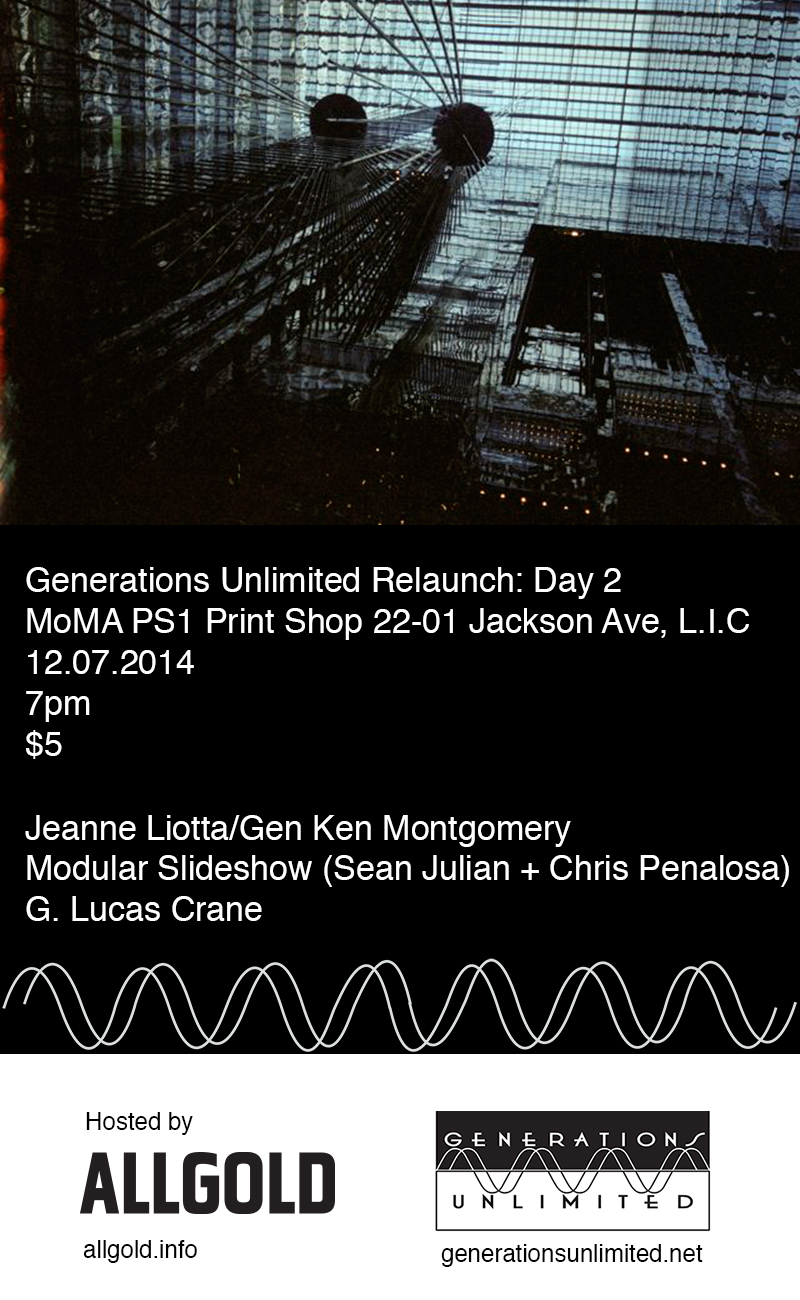 Generations Unlimited Relaunch: Day 2
MoMA PS1 Print Shop 22-01 Jackson Ave, L.I.C
12.07.2014
7pm
$5
Jeanne Liotta/Gen Ken Montgomery
Modular Slideshow (Sean Julian + Chris Penalosa)
G. Lucas Crane
Hosted by
ALLGOLD
allgold.info
GENERATIONS
UNLIMITED
generationsunlimited.net